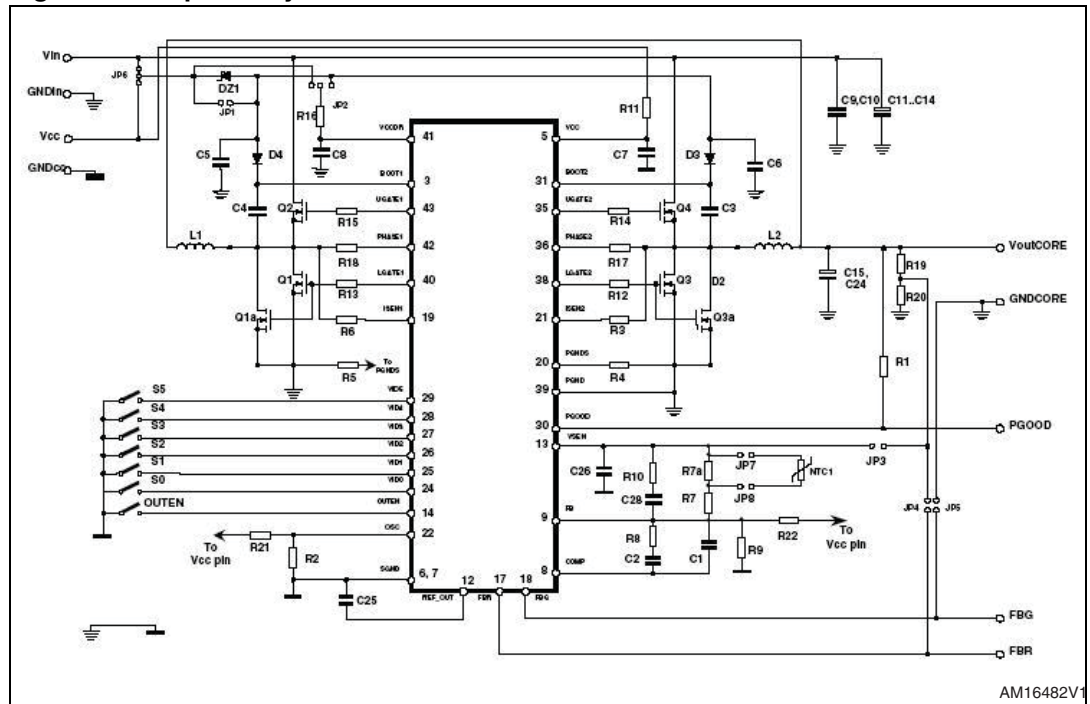 Vin
JP6
DZ1
JP1
JP2
R16
R11
C9,C10
C11..C14
GNDin
Vcc
GNDcc
VCCDR
41
5
VCC
C5
D4
C8
C7
D3
C6
BOOT1
3
31
BOOT2
C4
Q2
UGATE1
43
35
UGATE2
Q4
C3
R15
R14
L1
PHASE1
42
36
PHASE2
L2
VoutCORE
R18
R17
R19
Q1
LGATE1
40
38
LGATE2
Q3
D2
C15,
C24
R20
GNDCORE
R13
R12
Q1a
ISEN1
19
21
ISEN2
Q3a
R6
R3
R5
To
PGNDS
20
PGNDS
R4
R1
39
PGND
S5
VID5
29
30
PGOOD
PGOOD
S4
VID4
28
13
VSEN
JP3
S3
VID3
27
S2
VID2
26
C26
R10
R7a
JP7
NTC1
S1
VID1
25
S0
VID0
24
C28
R7
JP8
OUTEN
OUTEN
14
9
FB
JP4
JP5
OSC
22
R8
R22
To
Vcc pin
To
Vcc pin
R21
R2
C2
C1
R9
SGND
6, 7
8
COMP
12
17
18
REF_OUT
FBR
FBG
C25
FBG
FBR
AM16482V1